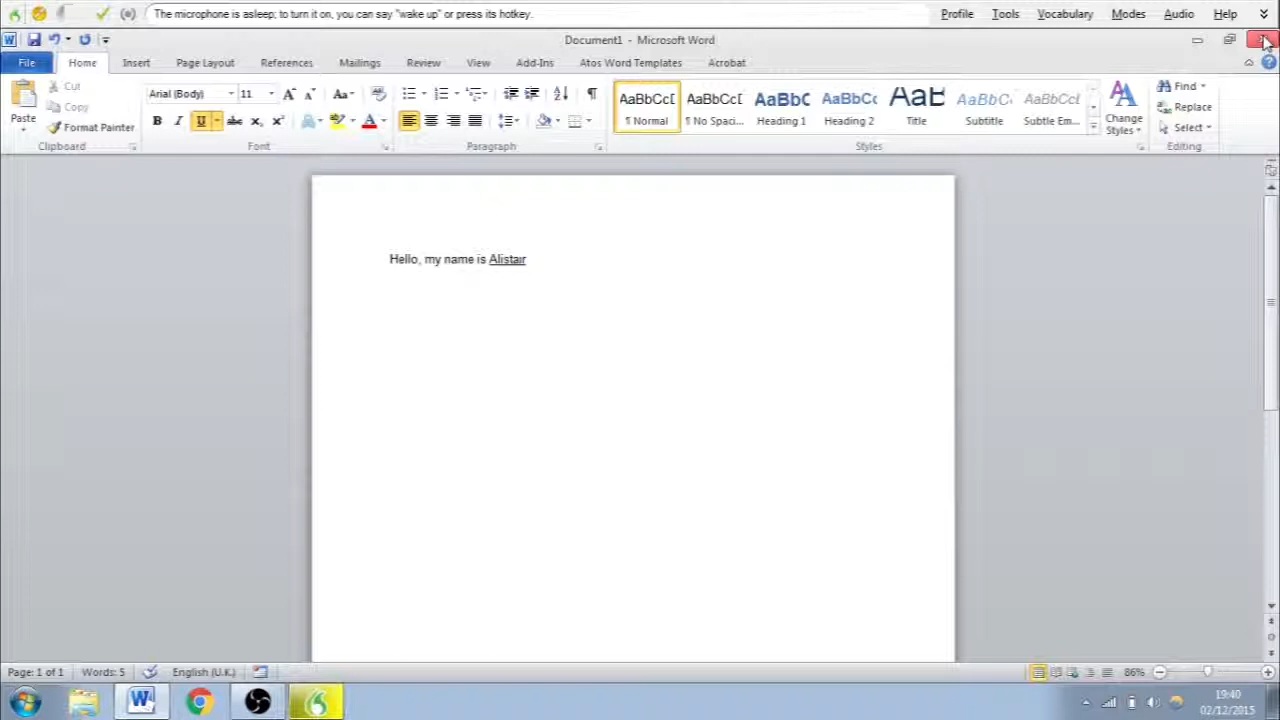 The microphone is asleep; to turn it on, you can say "wake up" or press its hotkey.
Profile Tools Vocabulary Modes Audio Help
Document1 - Microsoft Word
File Home Insert Page Layout References Mailings Review View Add-Ins Atos Word Templates Acrobat
Paste
Cut
Copy
Format Painter
Clipboard
Arial (Body) 11
Font
Paragraph
AaBbCcD AaBbCcD AaBbC AaBbCc AaB AaBbCc AaBbCcD
¶ Normal ¶ No Spaci... Heading 1 Heading 2 Title Subtitle Subtle Em...
Change Styles
Styles
Find
Replace
Select
Editing
Hello, my name is Alistair
Page: 1 of 1 Words: 5 English (U.K.) 86%
19:40
02/12/2015